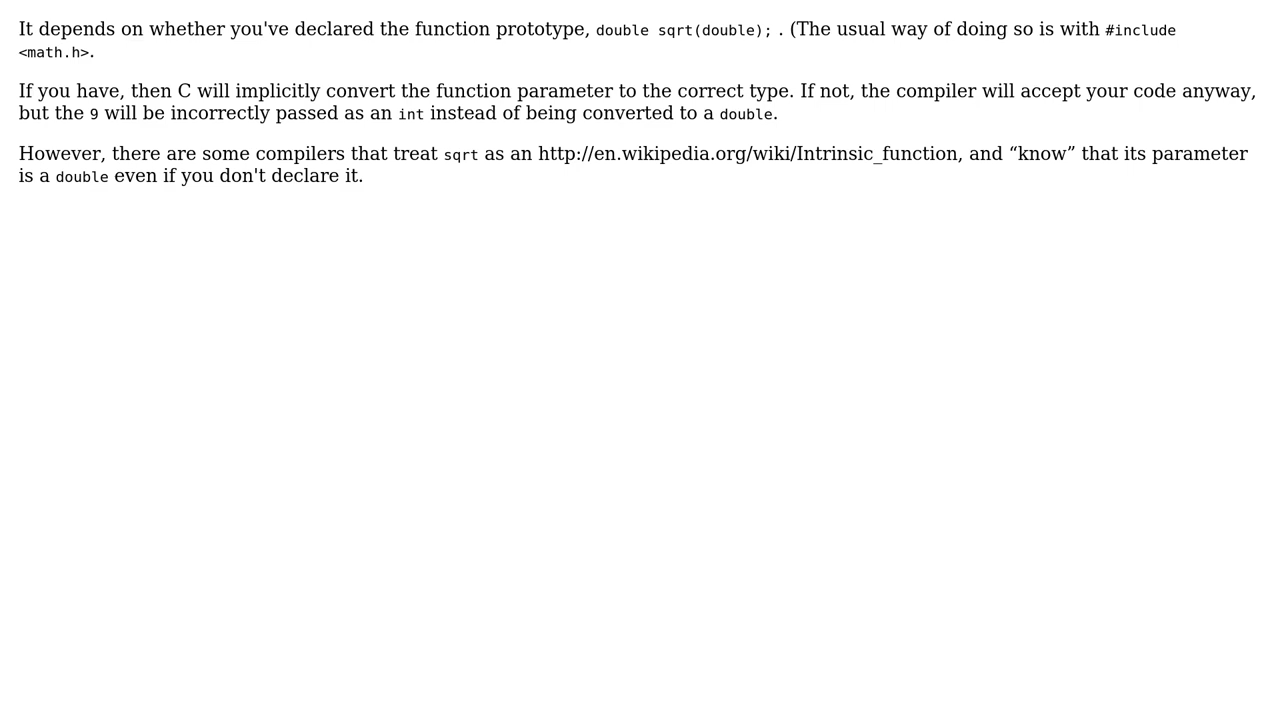 It depends on whether you've declared the function prototype, double sqrt(double); . (The usual way of doing so is with #include
<math.h>.
If you have, then C will implicitly convert the function parameter to the correct type. If not, the compiler will accept your code anyway,
but the 9 will be incorrectly passed as an int instead of being converted to a double.
However, there are some compilers that treat sqrt as an http://en.wikipedia.org/wiki/Intrinsic_function, and “know” that its parameter
is a double even if you don't declare it.